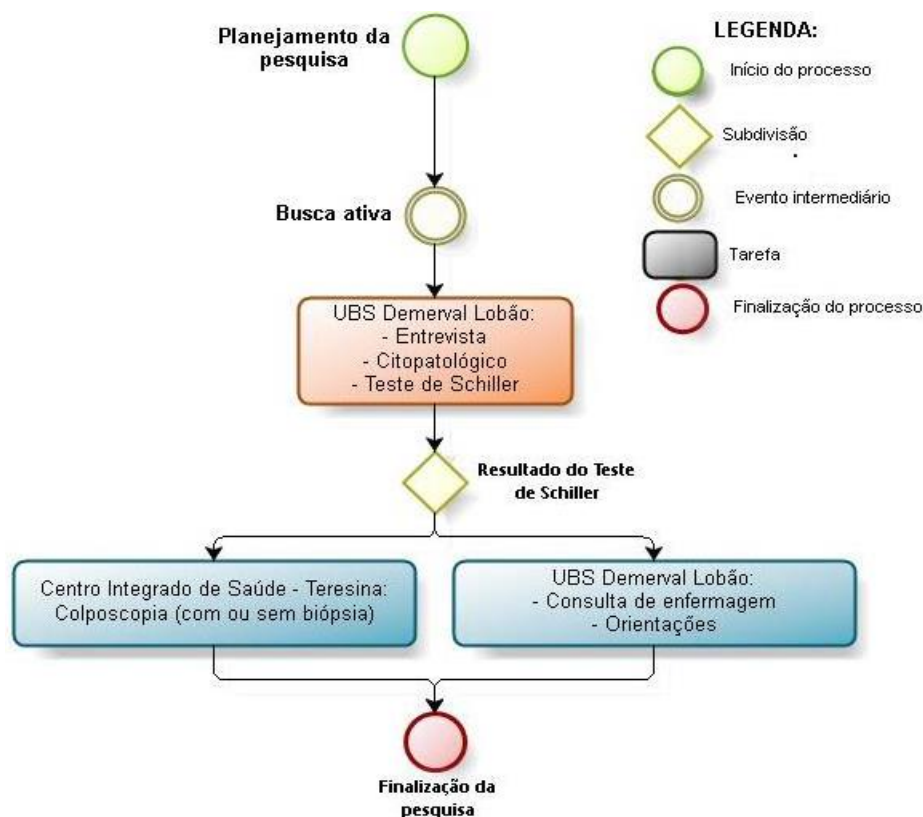 Planejamento da
pesquisa
Busca ativa
UBS Demerval Lobão:
- Entrevista
- Citopatológico
- Teste de Schiller
Resultado do Teste
de Schiller
Centro Integrado de Saúde - Teresina:
Colposcopia (com ou sem biópsia)
UBS Demerval Lobão:
- Consulta de enfermagem
- Orientações
Finalização da
pesquisa
LEGENDA:
Início do processo
Subdivisão
Evento intermediário
Tarefa
Finalização do processo